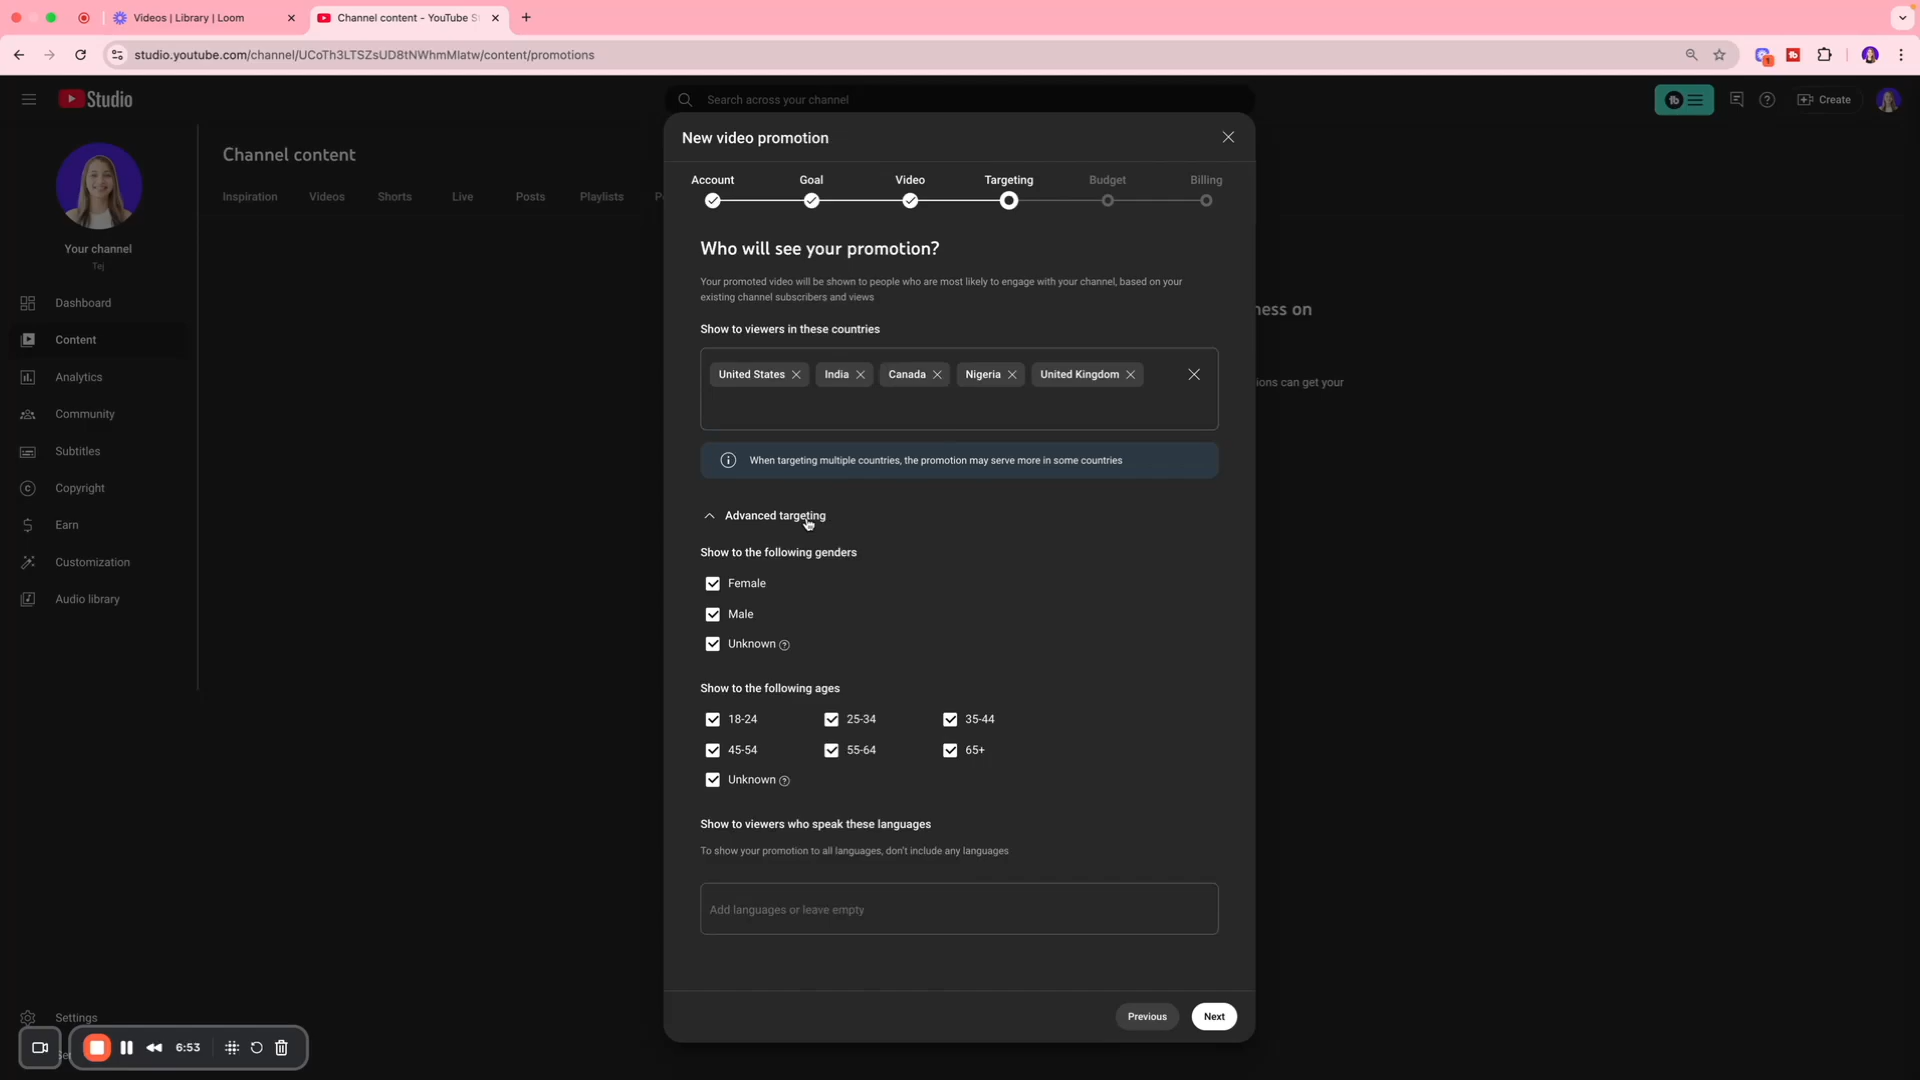 Videos | Library | Loom
Channel content - YouTube S
studio.youtube.com/channel/UCoTh3LTSZsUD8tNWhmMlatw/content/promotions
1
Studio
Search across your channel
Create
New video promotion
Account
Goal
Video
Targeting
Budget
Billing
Channel content
Inspiration
Videos
Shorts
Live
Posts
Playlists
Your channel
Tej
Dashboard
Content
Analytics
Community
Subtitles
Copyright
Earn
Customization
Audio library
Settings
6:53
Who will see your promotion?
Your promoted video will be shown to people who are most likely to engage with your channel, based on your
existing channel subscribers and views
Show to viewers in these countries
United States
India
Canada
Nigeria
United Kingdom
When targeting multiple countries, the promotion may serve more in some countries
Advanced targeting
Show to the following genders
Female
Male
Unknown
Show to the following ages
18-24
25-34
35-44
45-54
55-64
65+
Unknown
Show to viewers who speak these languages
To show your promotion to all languages, don't include any languages
Add languages or leave empty
Previous
Next
ness on
ions can get your